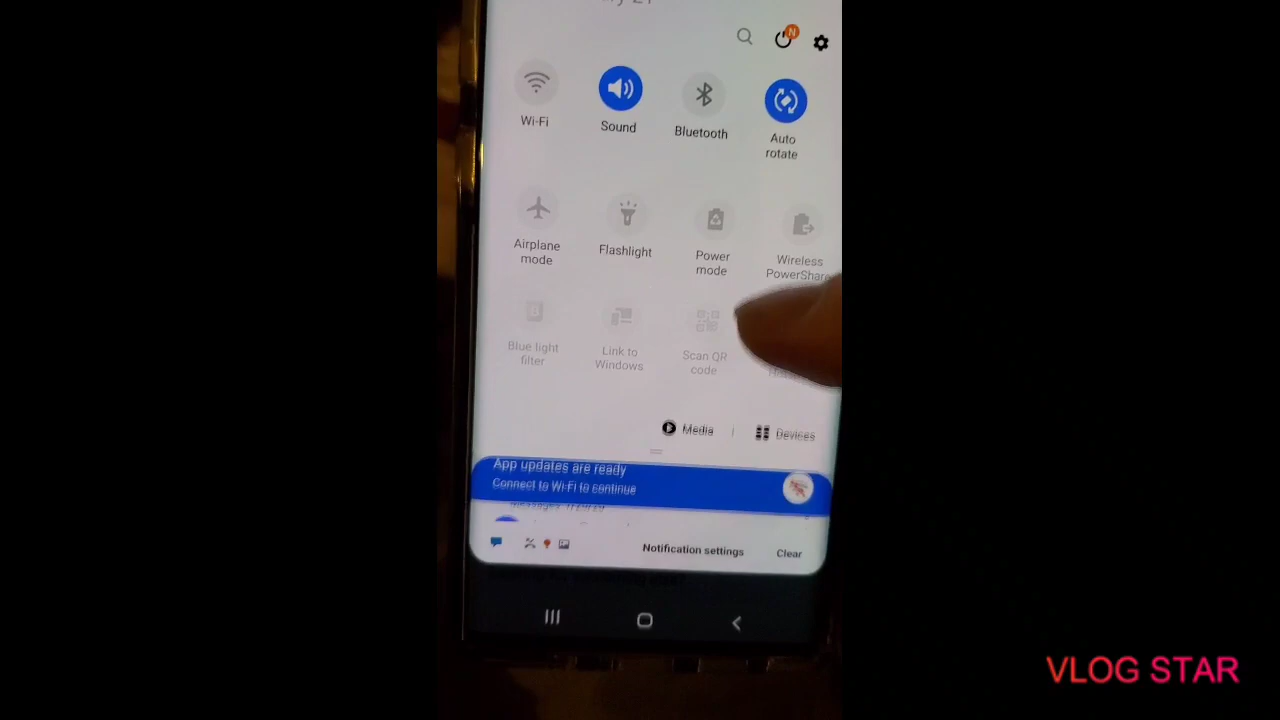 N
Wi-Fi
Sound
Bluetooth
Auto
rotate
Airplane
mode
Flashlight
Power
mode
Wireless
PowerShare
Blue light
filter
Link to
Windows
Scan QR
code
Media
Devices
App updates are ready
Connect to Wi-Fi to continue
Notification settings
Clear
VLOG STAR